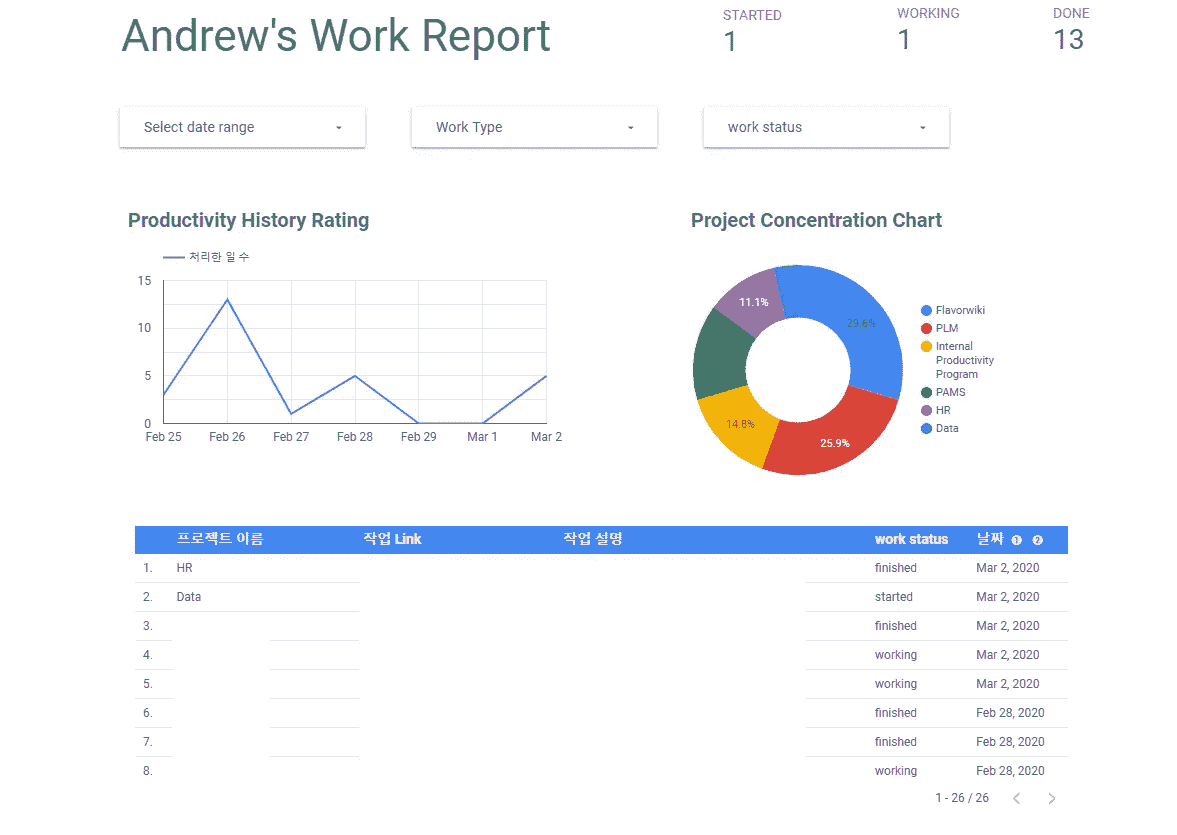 Andrew's Work Report
STARTED
1
WORKING
1
DONE
13
Select date range
Work Type
work status
Productivity History Rating
처리한 일 수
15
10
5
0
Feb 25 Feb 26 Feb 27 Feb 28 Feb 29 Mar 1 Mar 2
Project Concentration Chart
11.1%
29.6%
14.8%
25.9%
Flavorwiki
PLM
Internal
Productivity
Program
PAMS
HR
Data
프로젝트 이름 작업 Link 작업 설명 work status 날짜 1 2
1. HR finished Mar 2, 2020
2. Data started Mar 2, 2020
3. finished Mar 2, 2020
4. working Mar 2, 2020
5. working Mar 2, 2020
6. finished Feb 28, 2020
7. finished Feb 28, 2020
8. working Feb 28, 2020
1 - 26 / 26